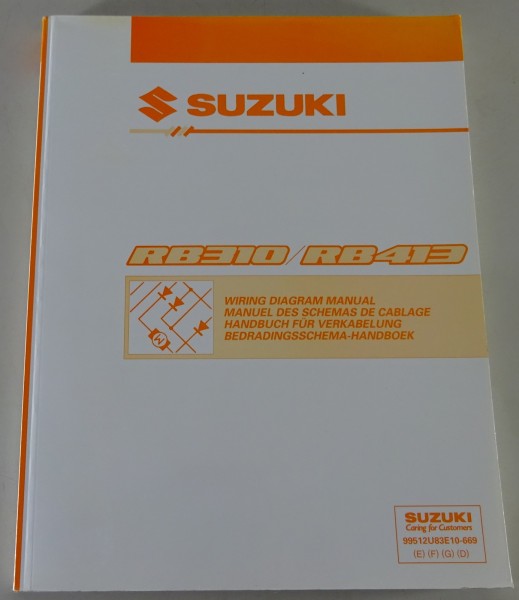 SUZUKI
RB310/RB413
WIRING DIAGRAM MANUAL
MANUEL DES SCHEMAS DE CABLAGE
HANDBUCH FÜR VERKABELUNG
BEDRADINGSSCHEMA-HANDBOEK
M
SUZUKI
Caring for Customers
99512U83E10-669
(E) (F) (G) (D)